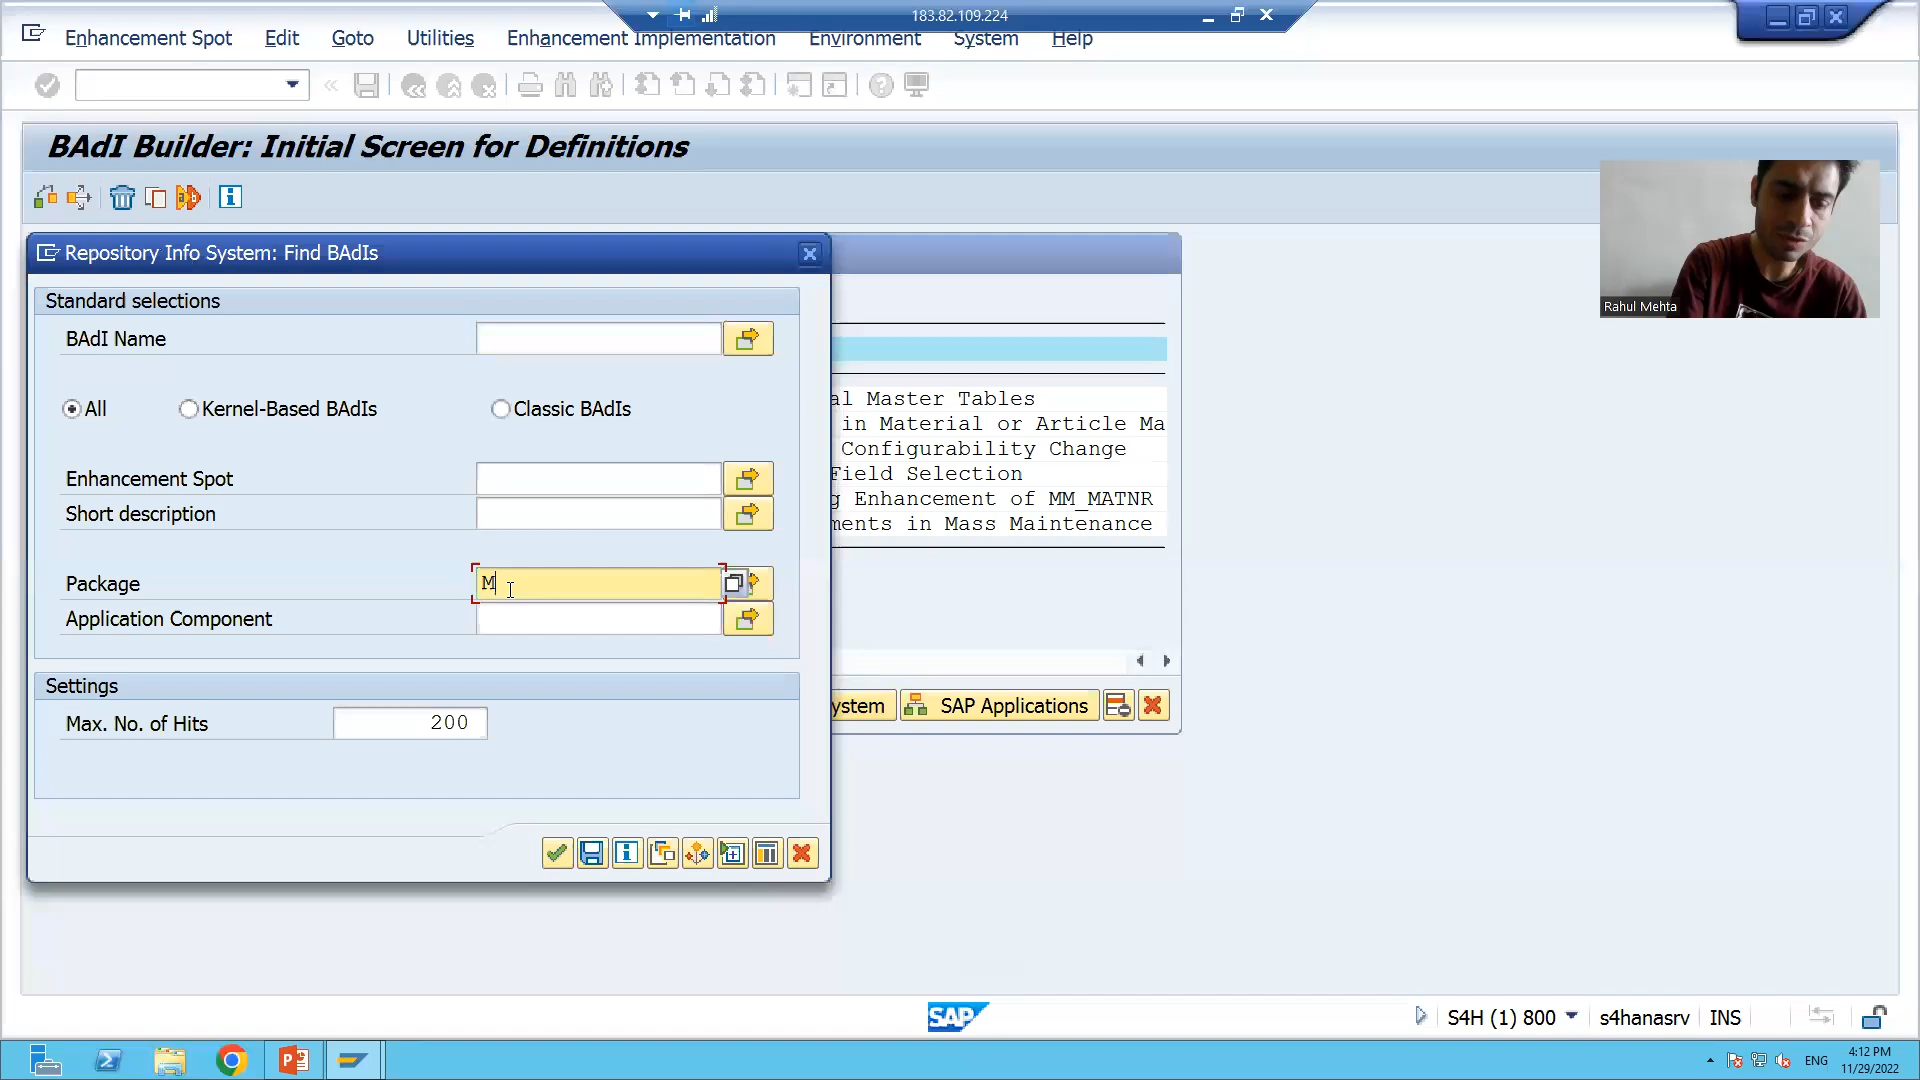 183.82.109.224
Enhancement Spot Edit Goto Utilities Enhancement Implementation Environment System Help
BAdI Builder: Initial Screen for Definitions
Repository Info System: Find BAdIs
Standard selections
BAdI Name
All Kernel-Based BAdIs Classic BAdIs
Enhancement Spot
Short description
Package M
Application Component
Settings
Max. No. of Hits 200
al Master Tables
in Material or Article Ma
Configurability Change
Field Selection
g Enhancement of MM_MATNR
ments in Mass Maintenance
ystem SAP Applications
Rahul Mehta
SAP
S4H (1) 800 s4hanasrv INS
ENG
4:12 PM
11/29/2022